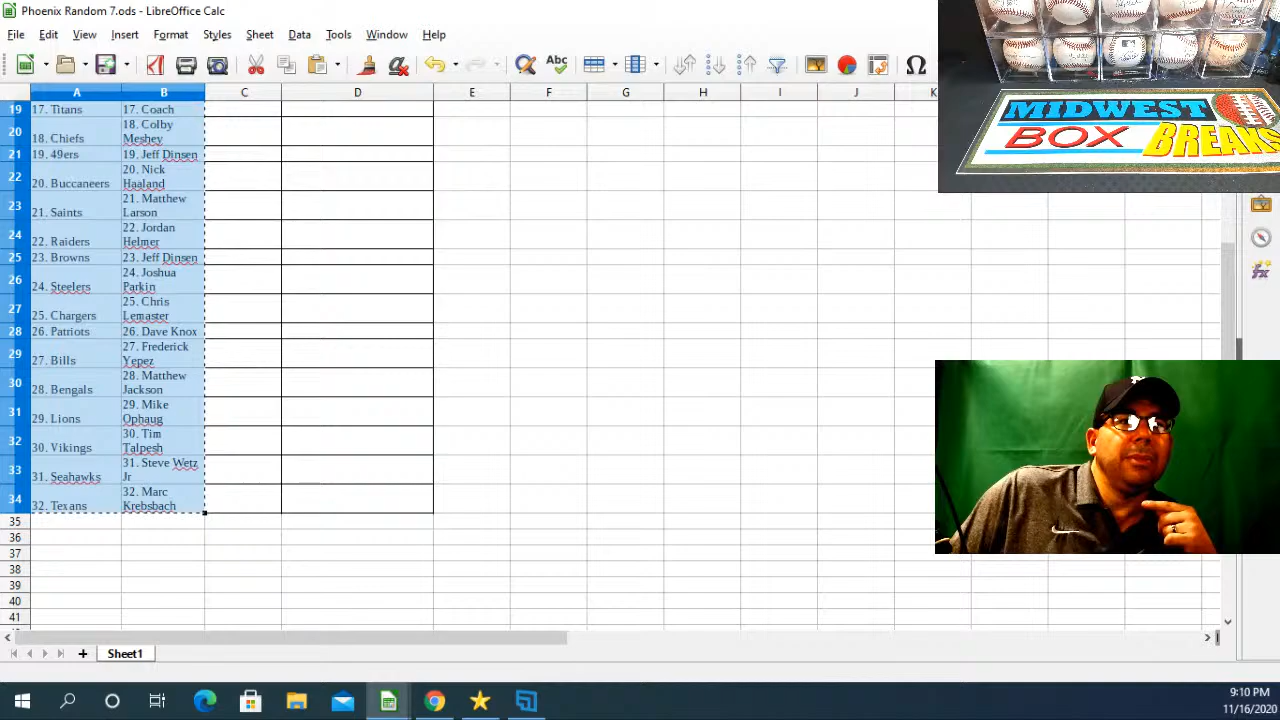 Phoenix Random 7.ods - LibreOffice Calc
File Edit View Insert Format Styles Sheet Data Tools Window Help
A B C D E F G H I J K
19 17. Titans 17. Coach
20 18. Chiefs 18. Colby
Meshey
21 19. 49ers 19. Jeff Dinsen
22 20. Buccaneers 20. Nick
Haaland
23 21. Saints 21. Matthew
Larson
24 22. Raiders 22. Jordan
Helmer
25 23. Browns 23. Jeff Dinsen
26 24. Steelers 24. Joshua
Parkin
27 25. Chargers 25. Chris
Lemaster
28 26. Patriots 26. Dave Knox
29 27. Bills 27. Frederick
Yepez
30 28. Bengals 28. Matthew
Jackson
31 29. Lions 29. Mike
Ophaug
32 30. Vikings 30. Tim
Talpesh
33 31. Seahawks 31. Steve Wetz
Jr
34 32. Texans 32. Marc
Krebsbach
35
36
37
38
39
40
41
Sheet1
MIDWEST
BOX BREAKS
9:10 PM
11/16/2020